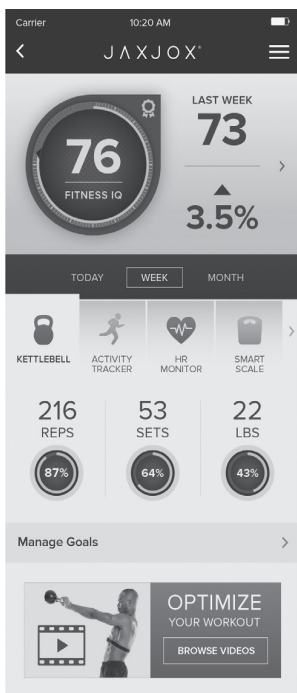 Carrier 10:20 AM
JAXJOX®
LAST WEEK
73
76
FITNESS IQ
3.5%
TODAY WEEK MONTH
KETTLEBELL
ACTIVITY
TRACKER
HR
MONITOR
SMART
SCALE
216
REPS
53
SETS
22
LBS
87%
64%
43%
Manage Goals
OPTIMIZE
YOUR WORKOUT
BROWSE VIDEOS